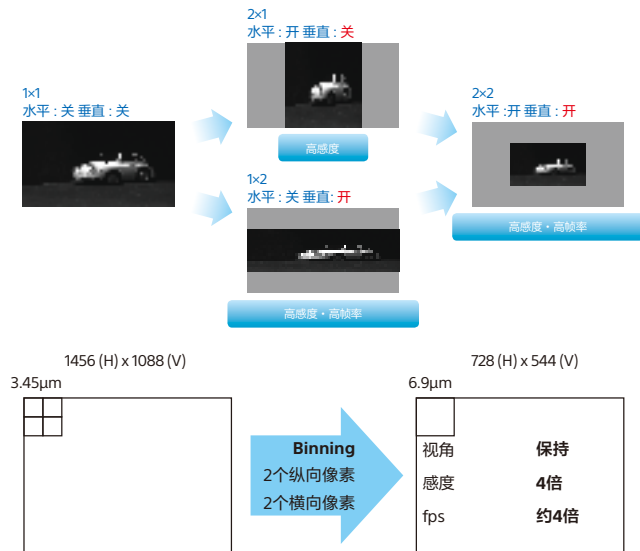 2×1
水平 : 开 垂直 : 关
1×1
水平 : 关 垂直 : 关
高感度
2×2
水平 :开 垂直 : 开
1×2
水平 : 关 垂直: 开
高感度・高帧率
高感度・高帧率
1456 (H) x 1088 (V)
3.45μm
Binning
2个纵向像素
2个横向像素
728 (H) x 544 (V)
6.9μm
视角 保持
感度 4倍
fps 约4倍